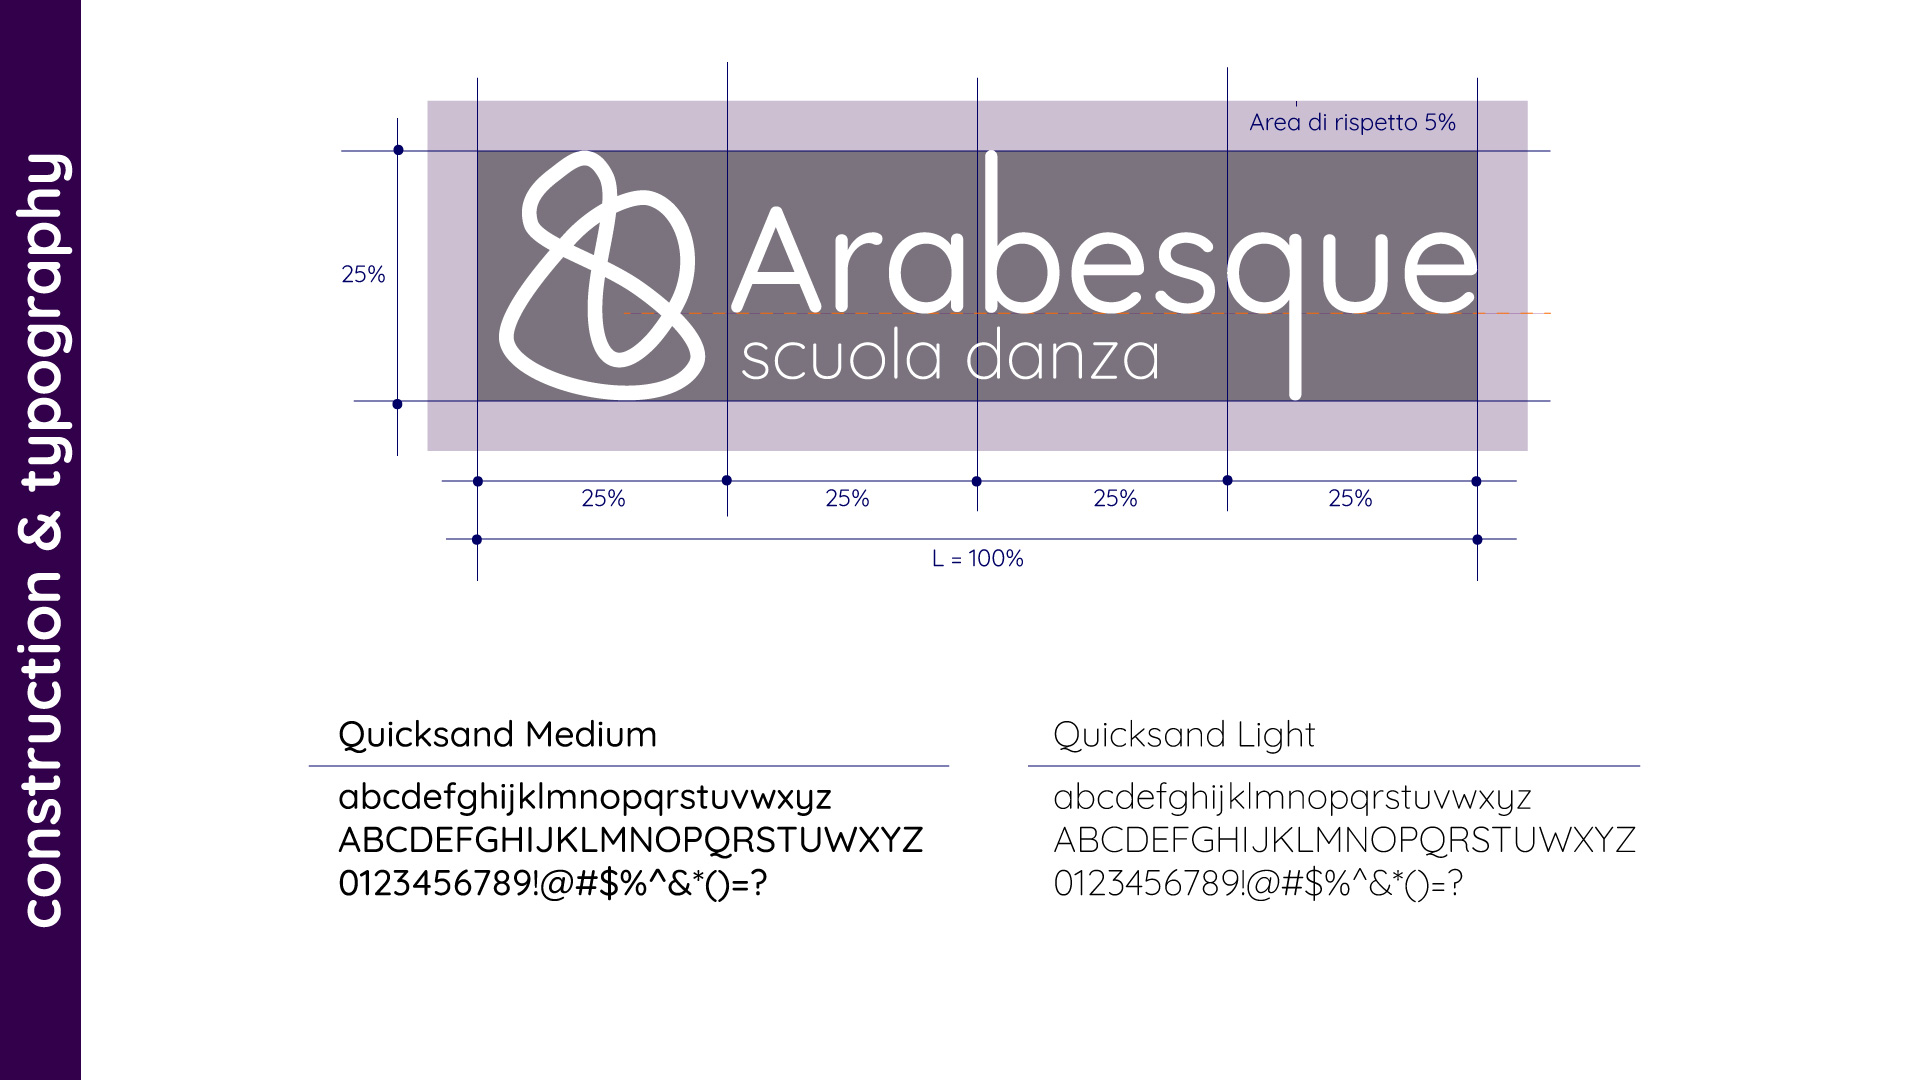 construction & typography
Area di rispetto 5%
25%
Arabesque
scuola danza
25% 25% 25% 25%
L = 100%
Quicksand Medium
abcdefghijklmnopqrstuvwxyz
ABCDEFGHIJKLMNOPQRSTUWXYZ
0123456789!@#$%^&*()=?
Quicksand Light
abcdefghijklmnopqrstuvwxyz
ABCDEFGHIJKLMNOPQRSTUWXYZ
0123456789!@#$%^&*()=?